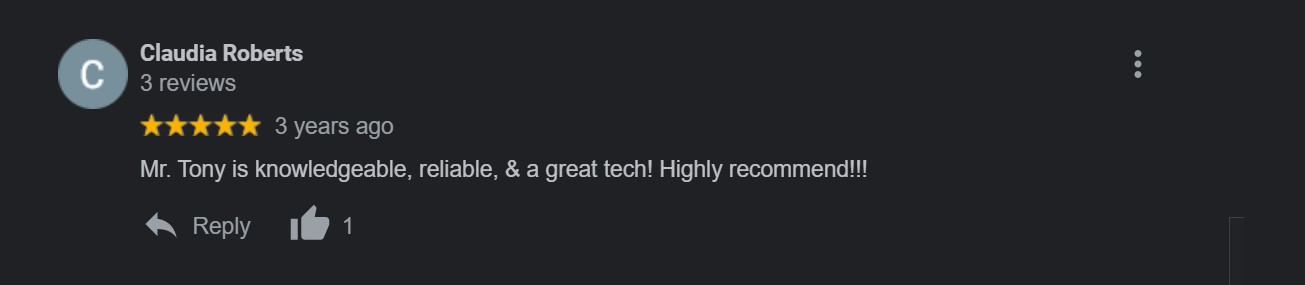 C
Claudia Roberts
3 reviews
3 years ago
Mr. Tony is knowledgeable, reliable, & a great tech! Highly recommend!!!
Reply 1